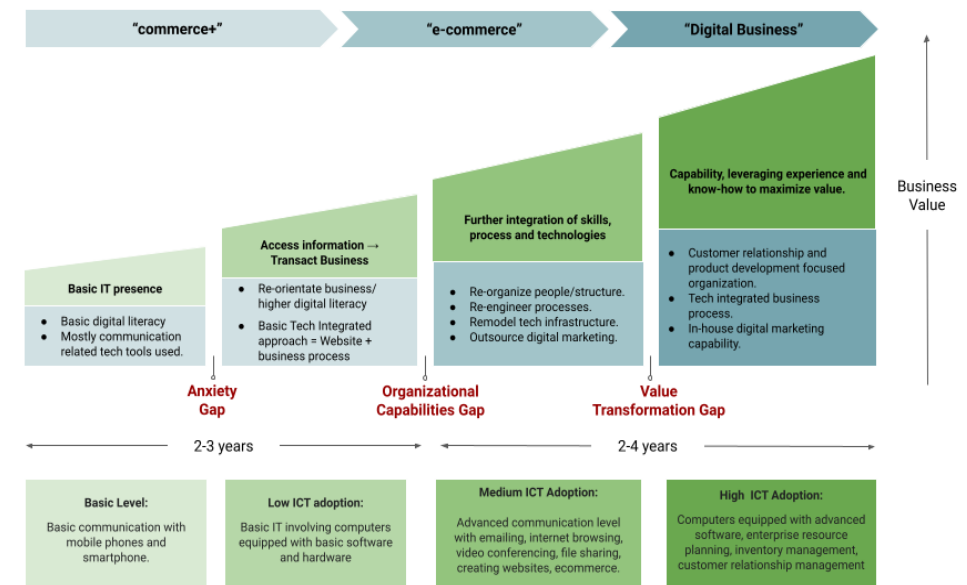 “commerce+”
“e-commerce”
“Digital Business”
Business
Value
Capability, leveraging experience and
know-how to maximize value.
Further integration of skills,
process and technologies
Access information →
Transact Business
Basic IT presence
● Basic digital literacy
● Mostly communication
related tech tools used.
● Re-orientate business/
higher digital literacy
● Basic Tech Integrated
approach = Website +
business process
● Re-organize people/structure.
● Re-engineer processes.
● Remodel tech infrastructure.
● Outsource digital marketing.
● Customer relationship and
product development focused
organization.
● Tech integrated business
process.
● In-house digital marketing
capability.
Anxiety
Gap
Organizational
Capabilities Gap
Value
Transformation Gap
2-3 years
2-4 years
Basic Level:
Basic communication with
mobile phones and
smartphone.
Low ICT adoption:
Basic IT involving computers
equipped with basic software
and hardware
Medium ICT Adoption:
Advanced communication level
with emailing, internet browsing,
video conferencing, file sharing,
creating websites, ecommerce.
High ICT Adoption:
Computers equipped with advanced
software, enterprise resource
planning, inventory management,
customer relationship management